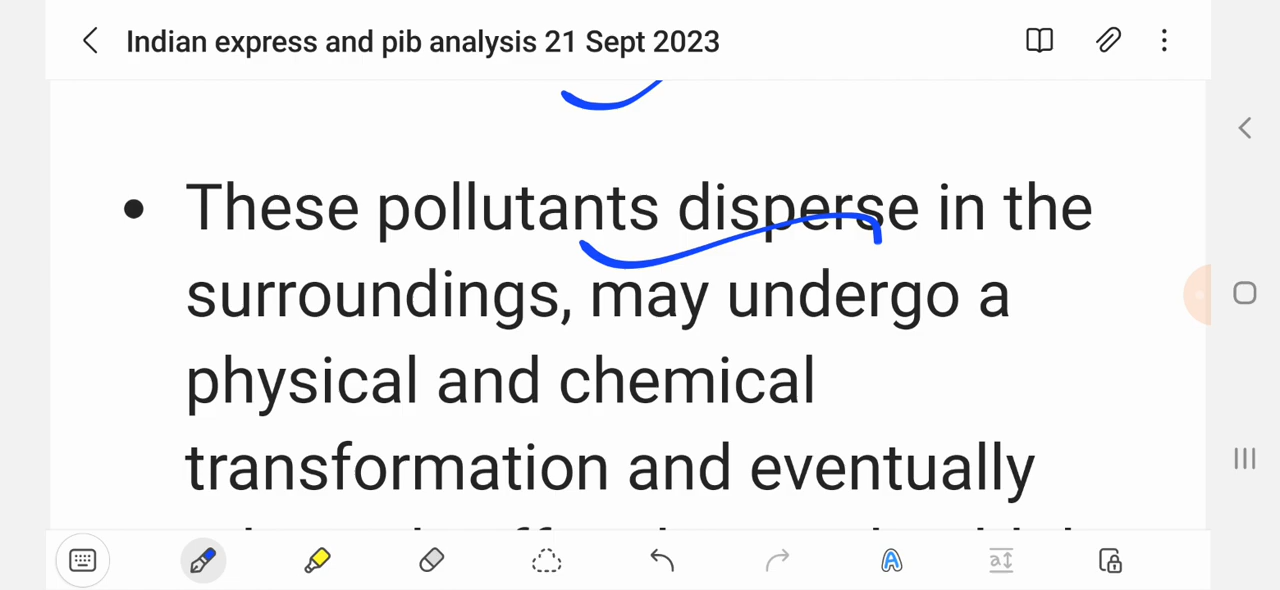 Indian express and pib analysis 21 Sept 2023
• These pollutants disperse in the
surroundings, may undergo a
physical and chemical
transformation and eventually